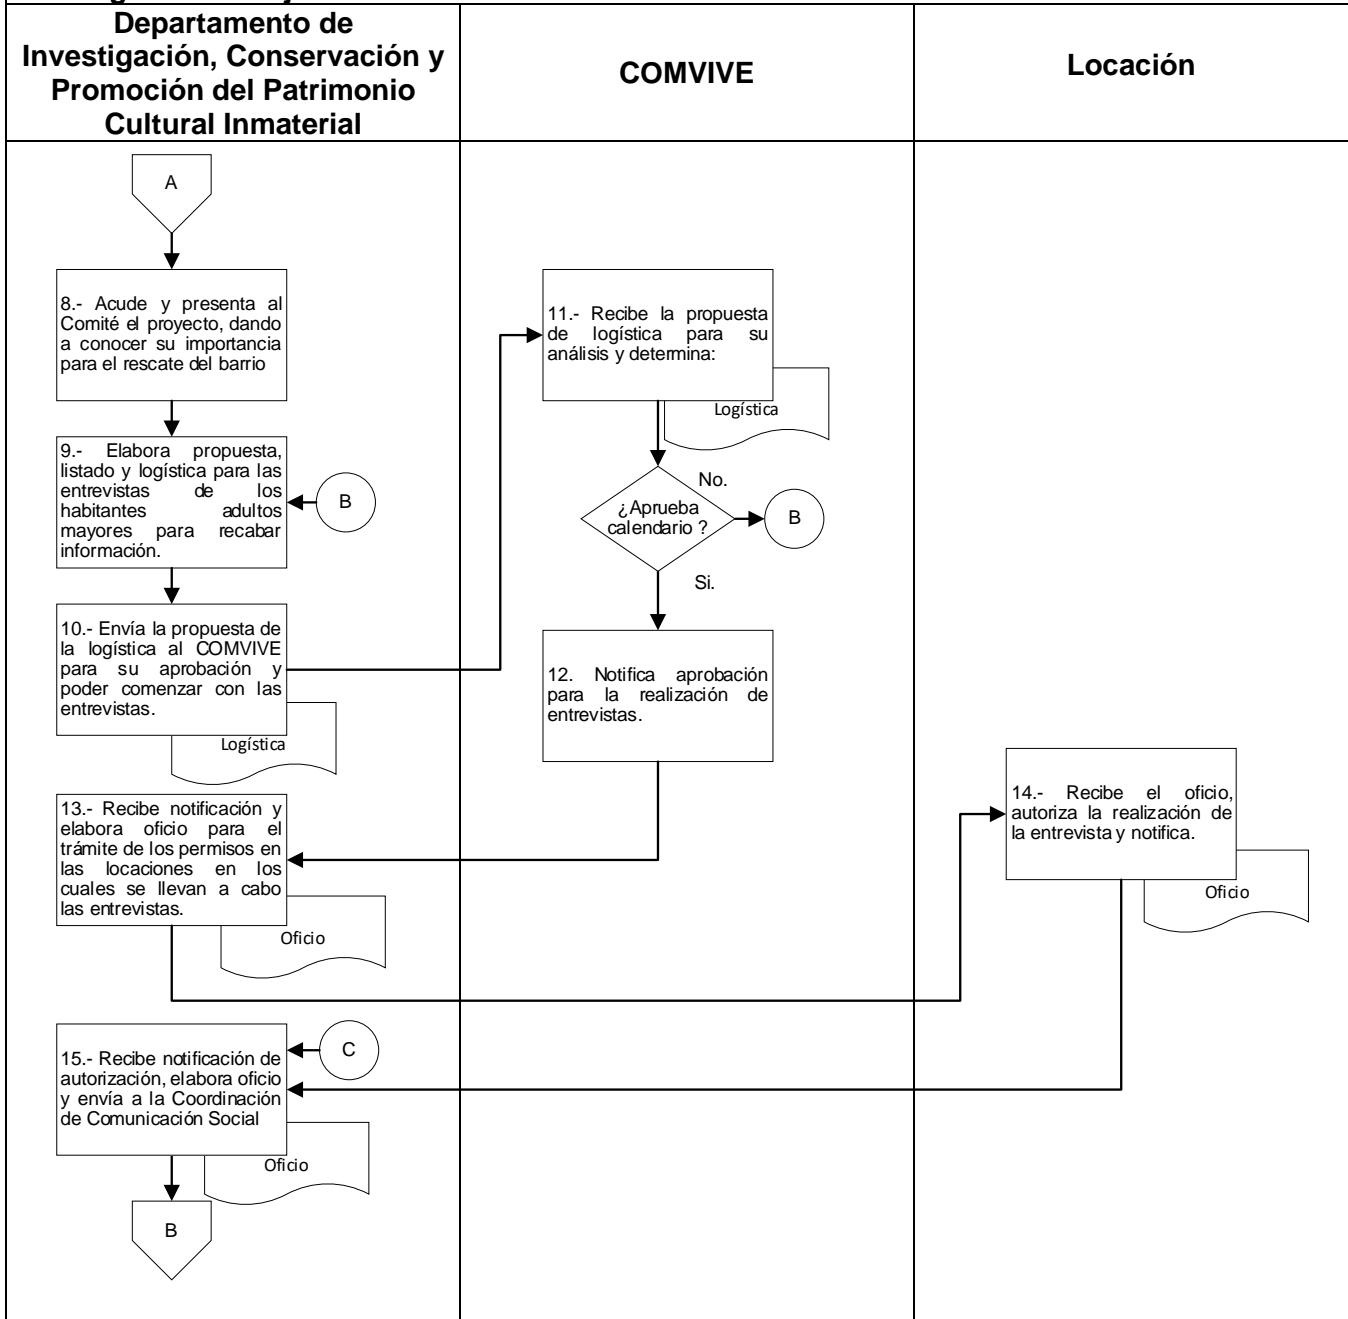 Departamento de
Investigación, Conservación y
Promoción del Patrimonio
Cultural Inmaterial
COMVIVE
Locación
A
8.- Acude y presenta al
Comité el proyecto, dando
a conocer su importancia
para el rescate del barrio
9.- Elabora propuesta,
listado y logística para las
entrevistas de los
habitantes adultos
mayores para recabar
información.
B
10.- Envía la propuesta de
la logística al COMVIVE
para su aprobación y
poder comenzar con las
entrevistas.
Logística
11.- Recibe la propuesta
de logística para su
análisis y determina:
Logística
¿Aprueba
calendario ?
No.
B
Si.
12. Notifica aprobación
para la realización de
entrevistas.
13.- Recibe notificación y
elabora oficio para el
trámite de los permisos en
las locaciones en los
cuales se llevan a cabo
las entrevistas.
Oficio
14.- Recibe el oficio,
autoriza la realización de
la entrevista y notifica.
Oficio
15.- Recibe notificación de
autorización, elabora oficio
y envía a la Coordinación
de Comunicación Social
C
Oficio
B